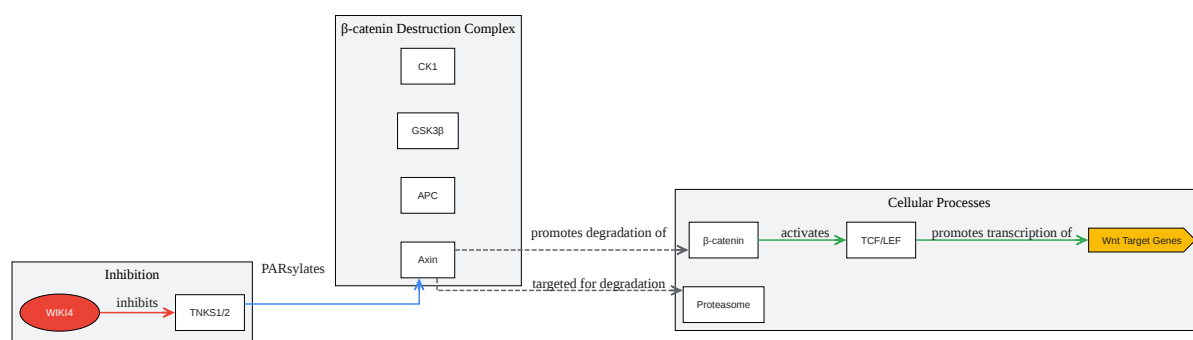 β-catenin Destruction Complex
CK1
GSK3β
APC
Axin
promotes degradation of
targeted for degradation
PARsylates
Inhibition
WIKI4
inhibits
TNKS1/2
Cellular Processes
β-catenin
activates
TCF/LEF
promotes transcription of
Wnt Target Genes
Proteasome